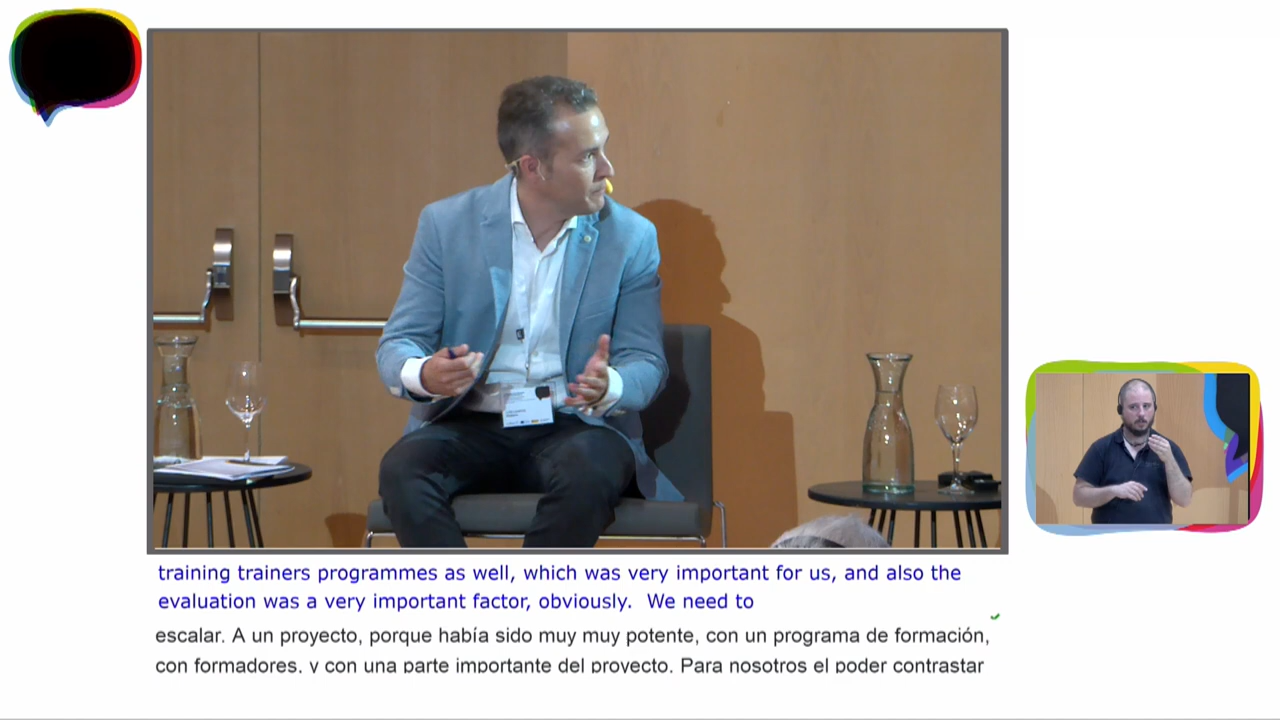 training trainers programmes as well, which was very important for us, and also the
evaluation was a very important factor, obviously.  We need to
escalar. A un proyecto, porque había sido muy muy potente, con un programa de formación,
con formadores, y con una parte importante del proyecto. Para nosotros el poder contrastar